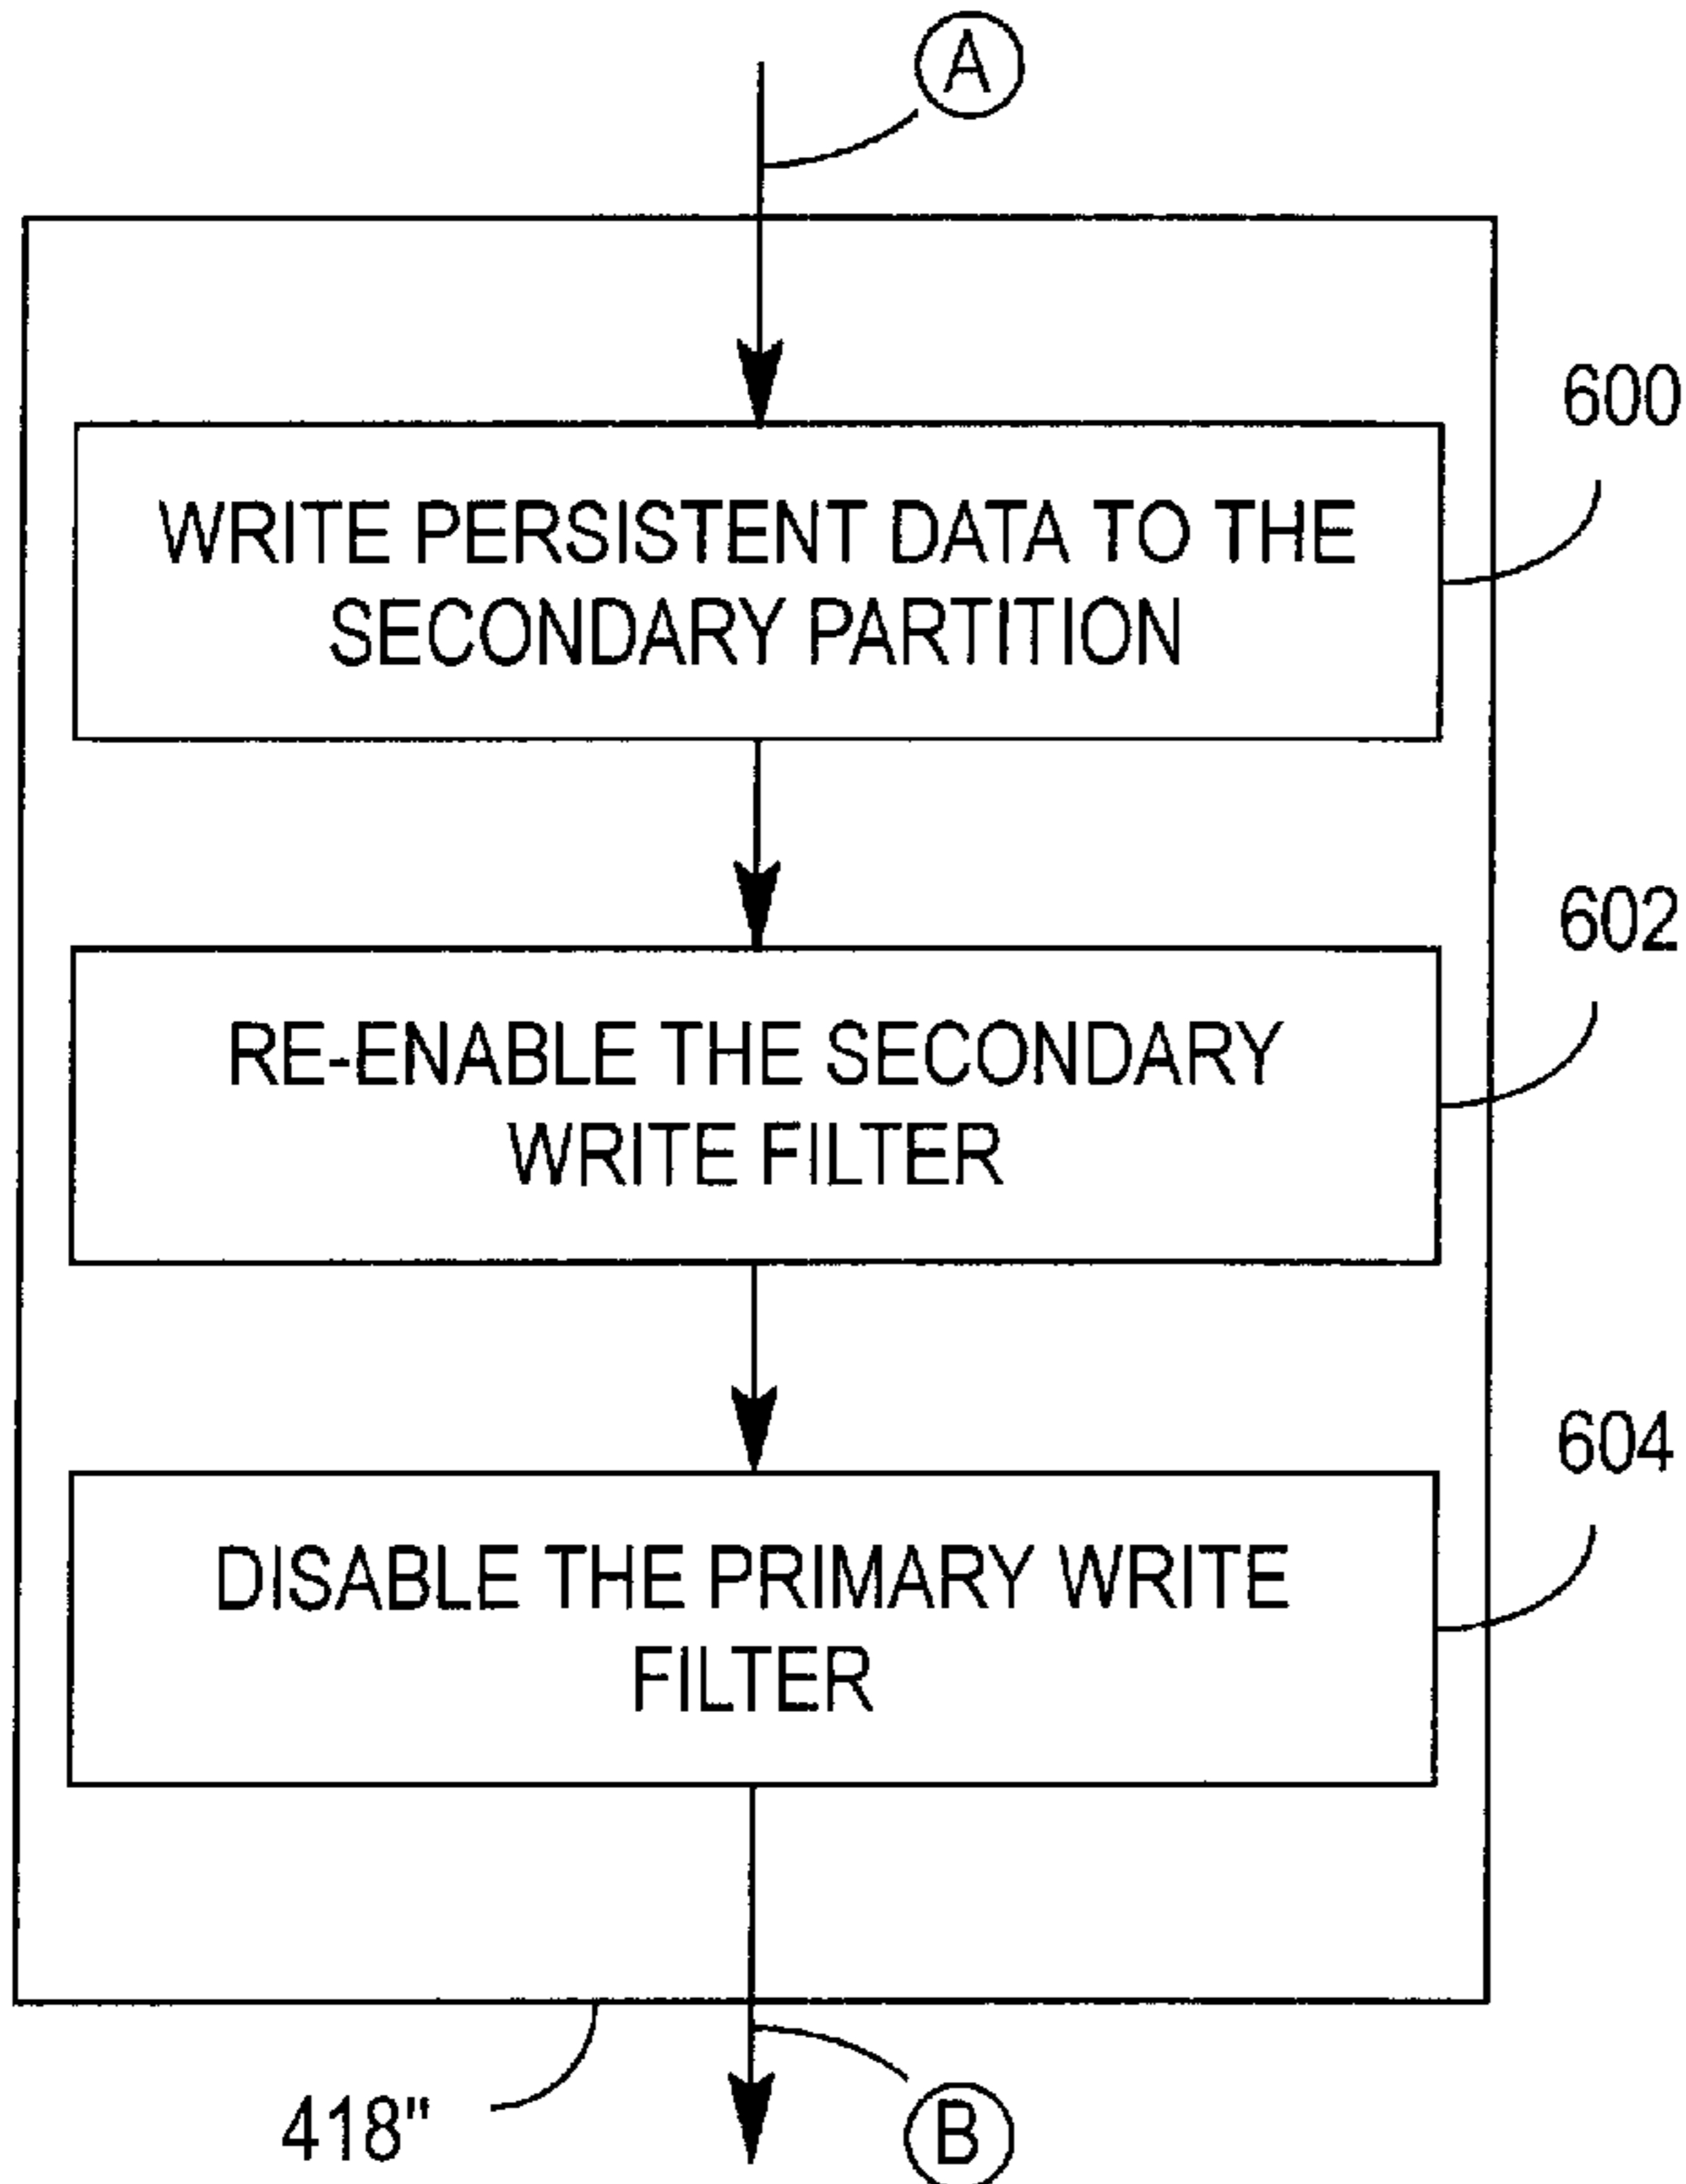 A
600
WRITE PERSISTENT DATA TO THE
SECONDARY PARTITION
602
RE-ENABLE THE SECONDARY
WRITE FILTER
604
DISABLE THE PRIMARY WRITE
FILTER
418"
B